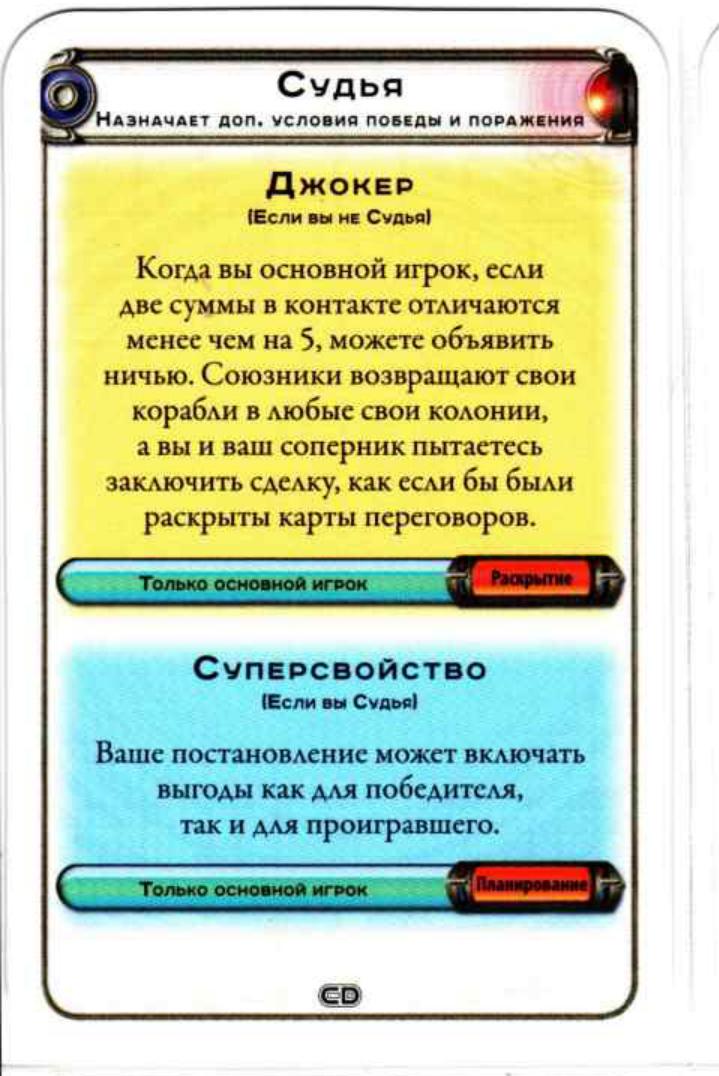 Судья
Назначает доп. условия победы и поражения
Джокер
(Если вы не Судья)
Когда вы основной игрок, если
две суммы в контакте отличаются
менее чем на 5, можете объявить
ничью. Союзники возвращают свои
корабли в любые свои колонии,
а вы и ваш соперник пытаетесь
заключить сделку, как если бы были
раскрыты карты переговоров.
Только основной игрок
Раскрытие
Суперсвойство
(Если вы Судья)
Ваше постановление может включать
выгоды как для победителя,
так и для проигравшего.
Только основной игрок
Планирование